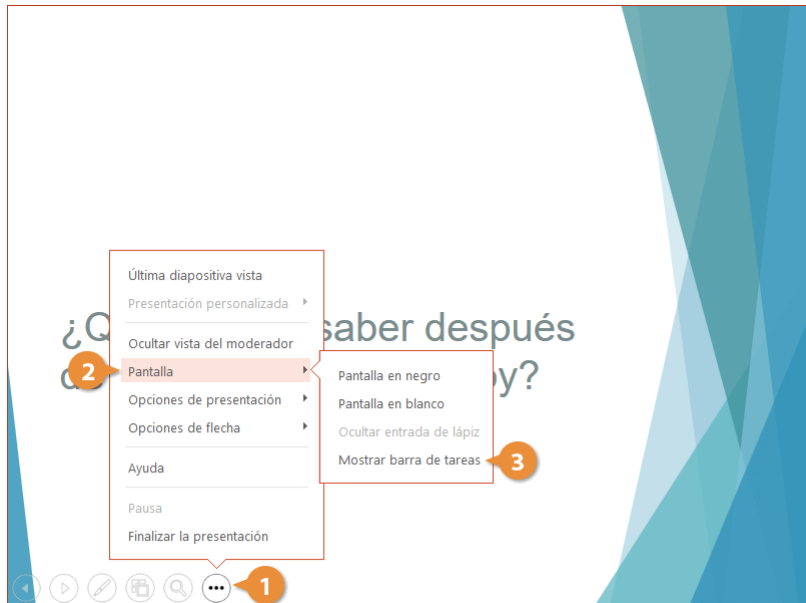 Última diapositiva vista
Presentación personalizada
Ocultar vista del moderador
¿Q saber después
2 Pantalla
Opciones de presentación
Opciones de flecha
Ayuda
Pausa
Finalizar la presentación
Pantalla en negro
Pantalla en blanco
Ocultar entrada de lápiz
Mostrar barra de tareas 3
oy?
1